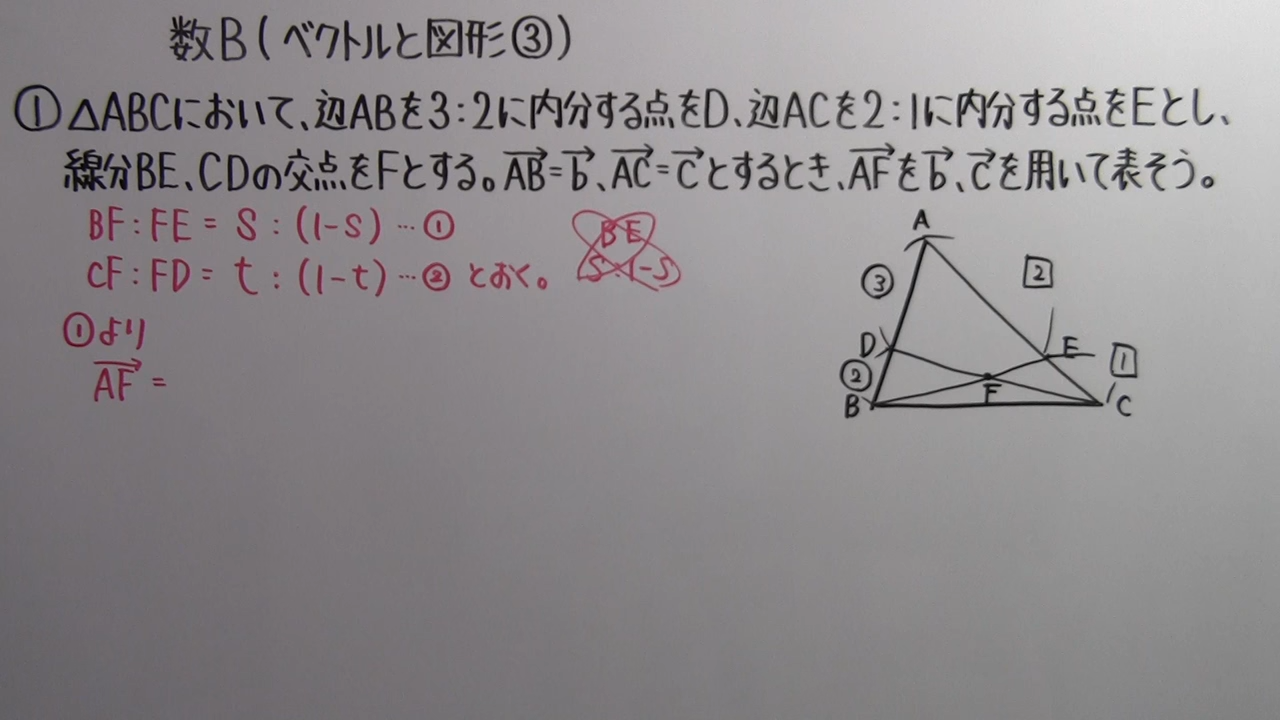 数B(ベクトルと図形③)
①△ABCにおいて、辺ABを3:2に内分する点をD、辺ACを2:1に内分する点をEとし、
線分BE、CDの交点をFとする。AB→=b→、AC→=c→とするとき、AF→をb→、c→を用いて表そう。
BF:FE = S:(1-S) … ①
CF:FD = t:(1-t) … ② とおく。
B E
S:1-S
①より
AF→ =
A
③
2
D
E
②
1
F
B
C